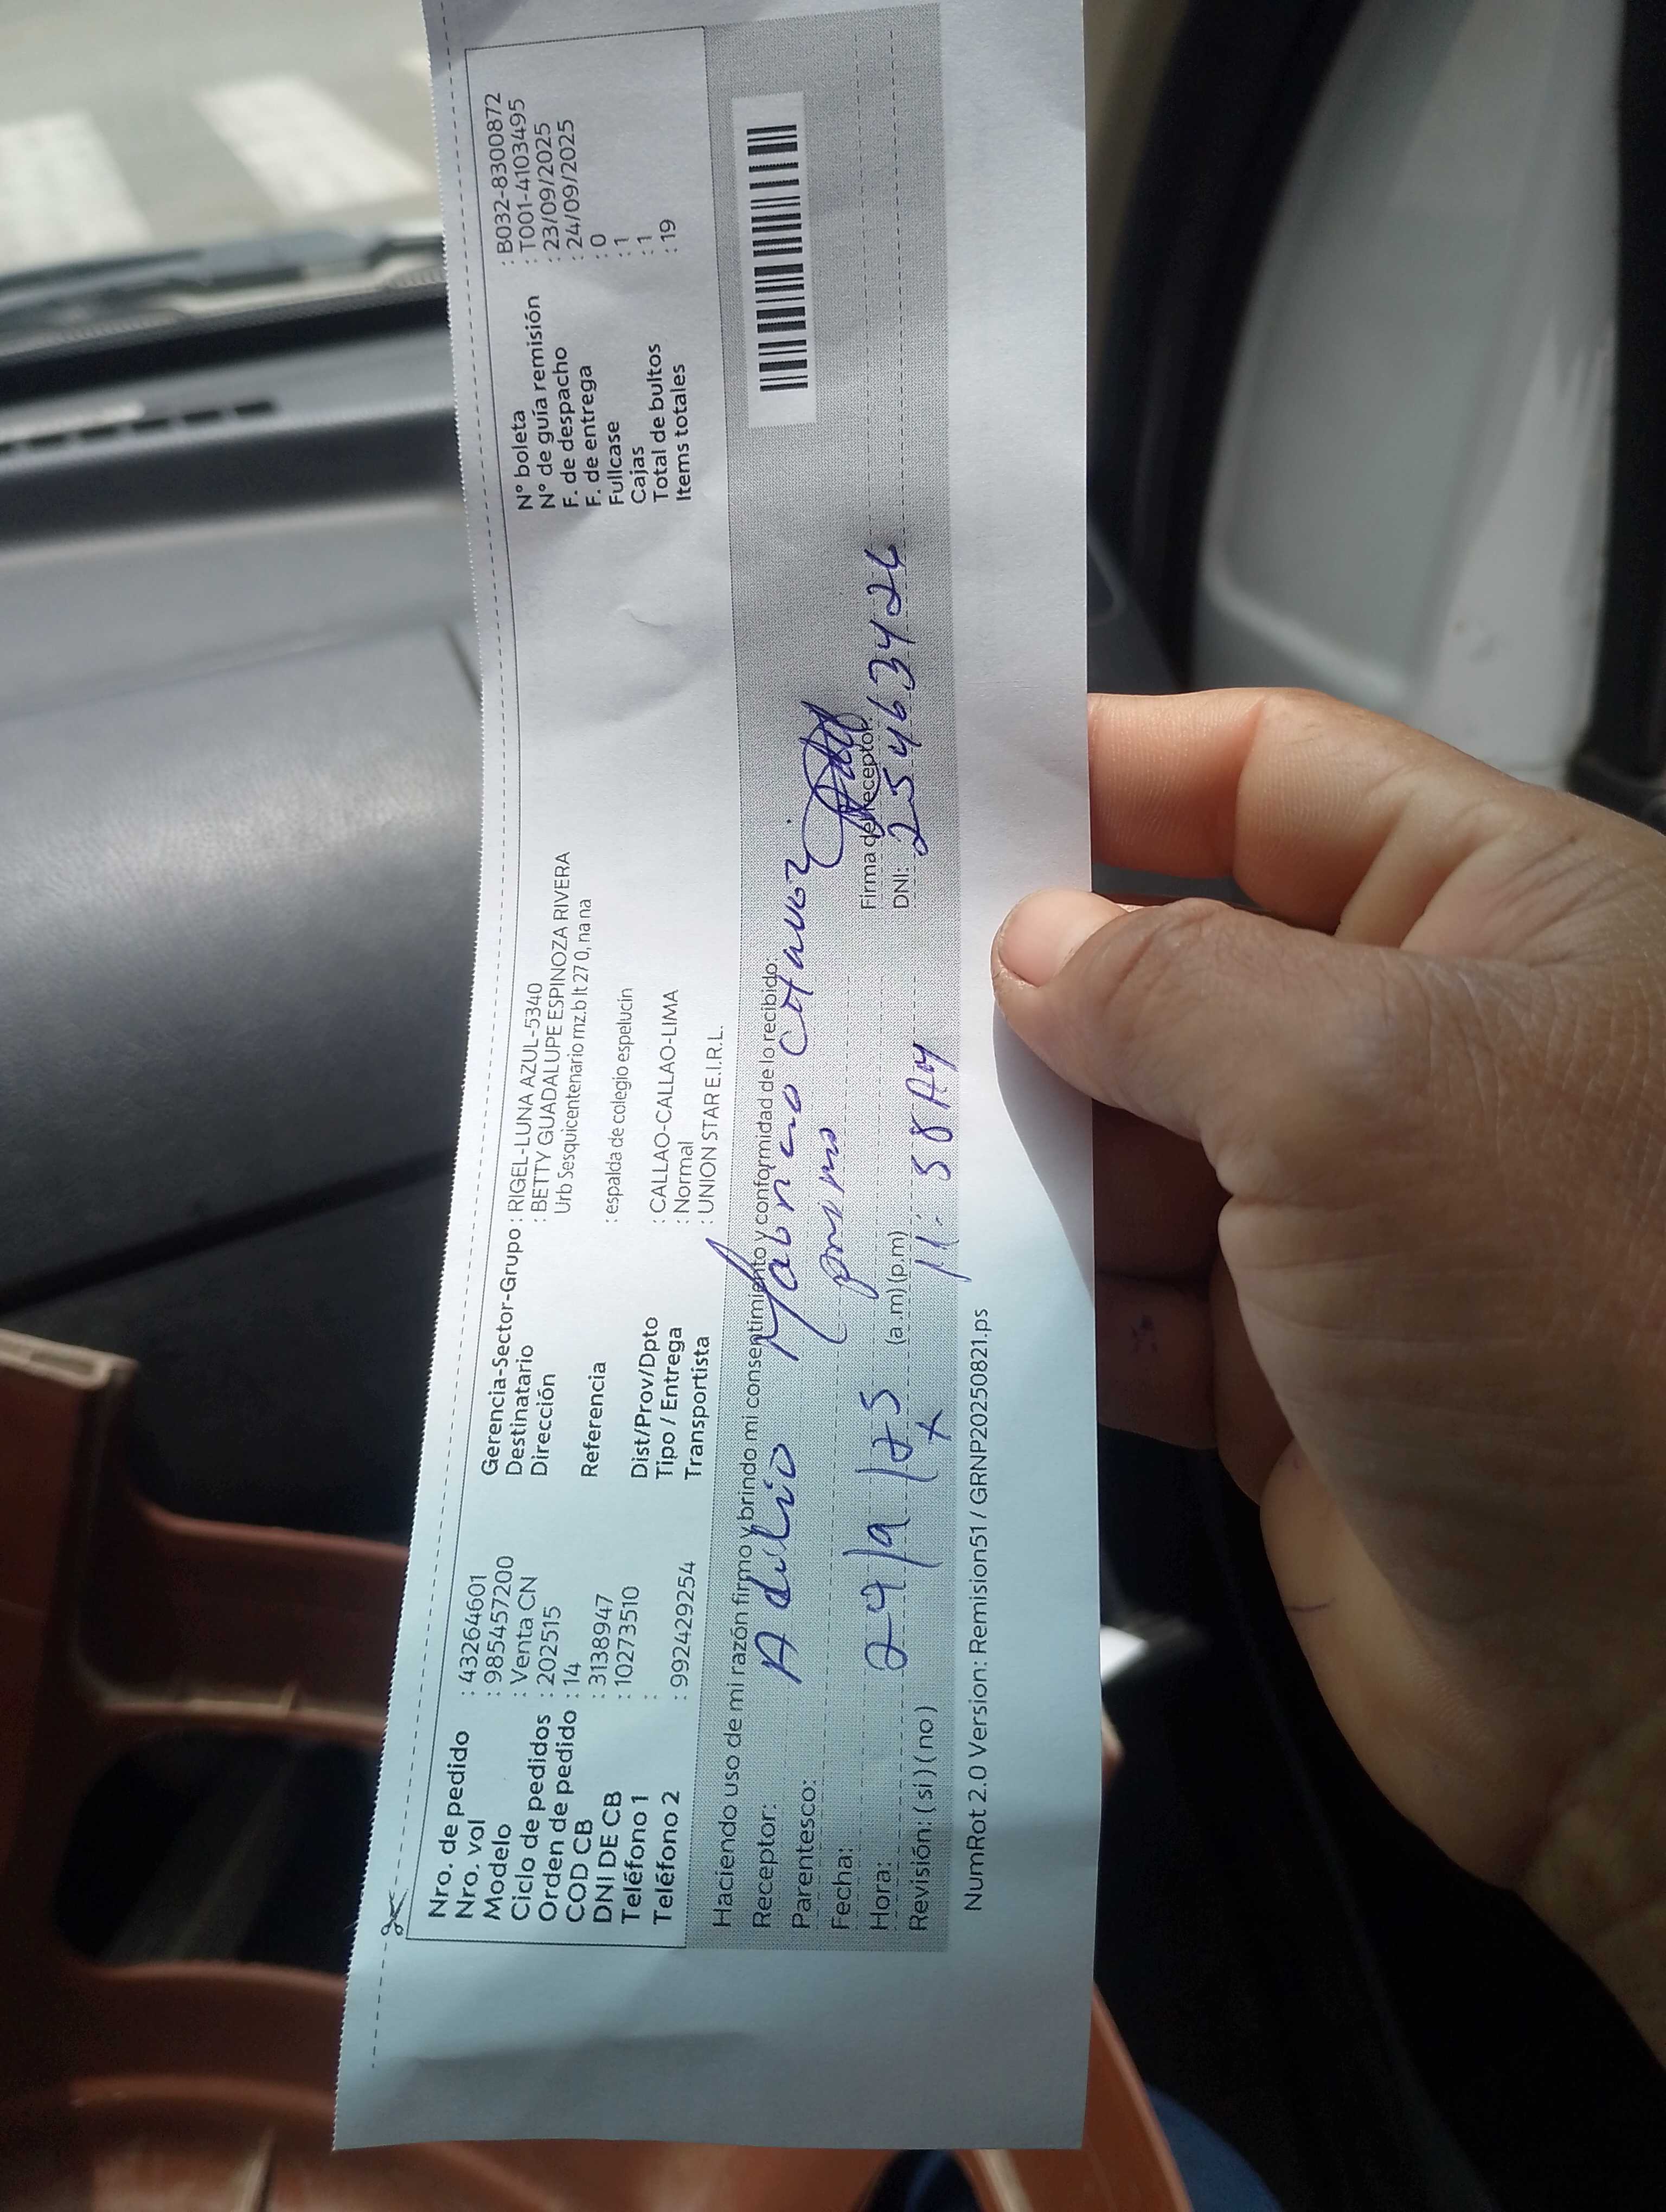 Nro. de pedido : 43264601
Nro. vol : 985457200
Modelo : Venta CN
Ciclo de pedidos : 202515
Orden de pedido : 14
COD CB : 3138947
DNI DE CB : 10273510
Teléfono 1 :
Teléfono 2 : 992429254
Gerencia-Sector-Grupo : RIGEL-LUNA AZUL-5340
Destinatario : BETTY GUADALUPE ESPINOZA RIVERA
Dirección Urb Sesquicentenario mz.b lt 27 0, na na
Referencia : espalda de colegio espelucin
Dist/Prov/Dpto : CALLAO-CALLAO-LIMA
Tipo / Entrega : Normal
Transportista : UNION STAR E.I.R.L.
N° boleta : B032-8300872
N° de guía remisión : T001-4103495
F. de despacho : 23/09/2025
F. de entrega : 24/09/2025
Fullcase : 0
Cajas : 1
Total de bultos : 1
Items totales : 19
Haciendo uso de mi razón firmo y brindo mi consentimiento y conformidad de lo recibido:
Receptor: Adulio
Parentesco: primo
Fecha: 24/9/25
Hora: (a.m) (p.m) 11:58 AM
Revisión: ( si ) ( no )
Firma del receptor
DNI: 25463426
NumRot 2.0 Version: Remision51 / GRNP20250821.ps